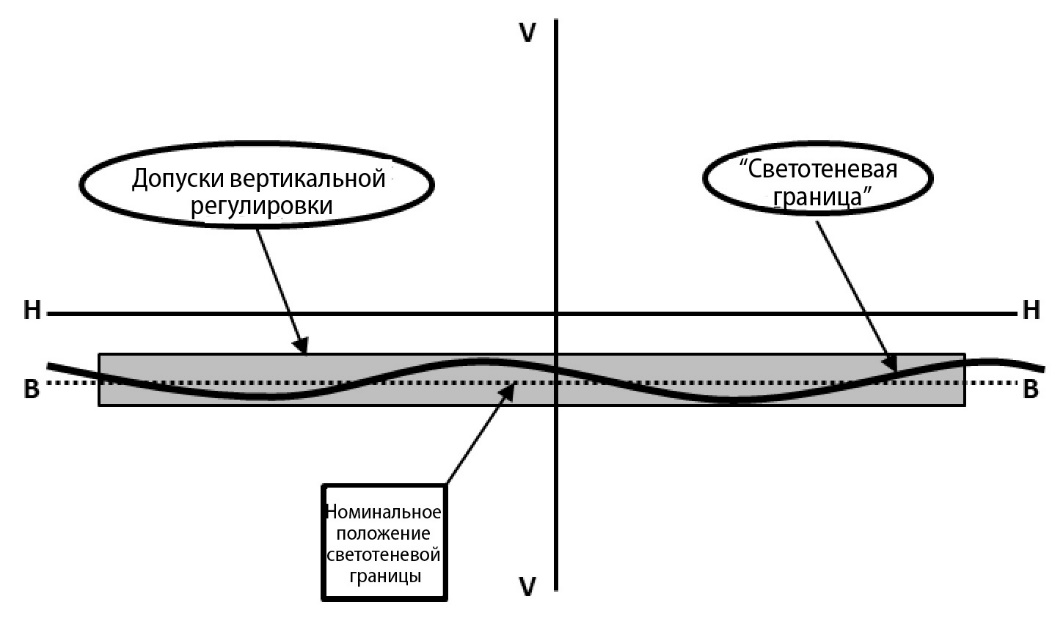 V
Допуски вертикальной
регулировки
“Светотеневая
граница”
H
H
B
B
Номинальное
положение
светотеневой
границы
V